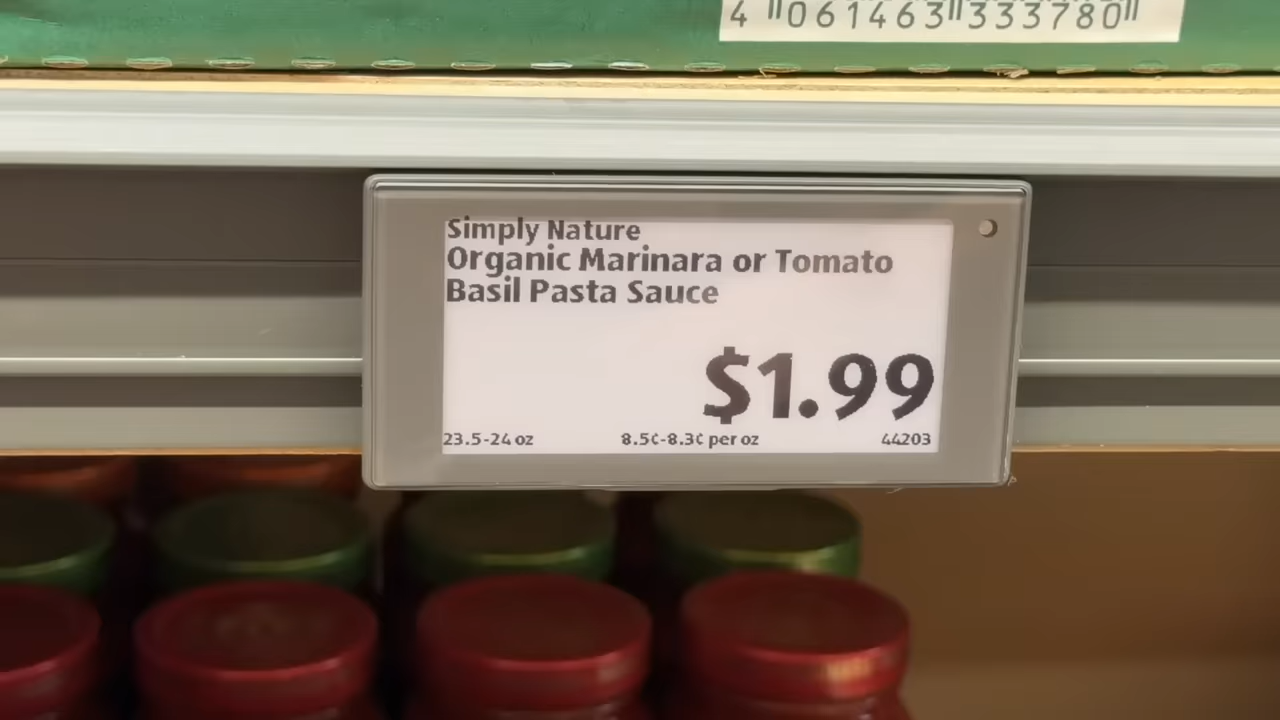 4 061463 333780
Simply Nature
Organic Marinara or Tomato
Basil Pasta Sauce
$1.99
23.5-24 oz 8.5¢-8.3¢ per oz 44203